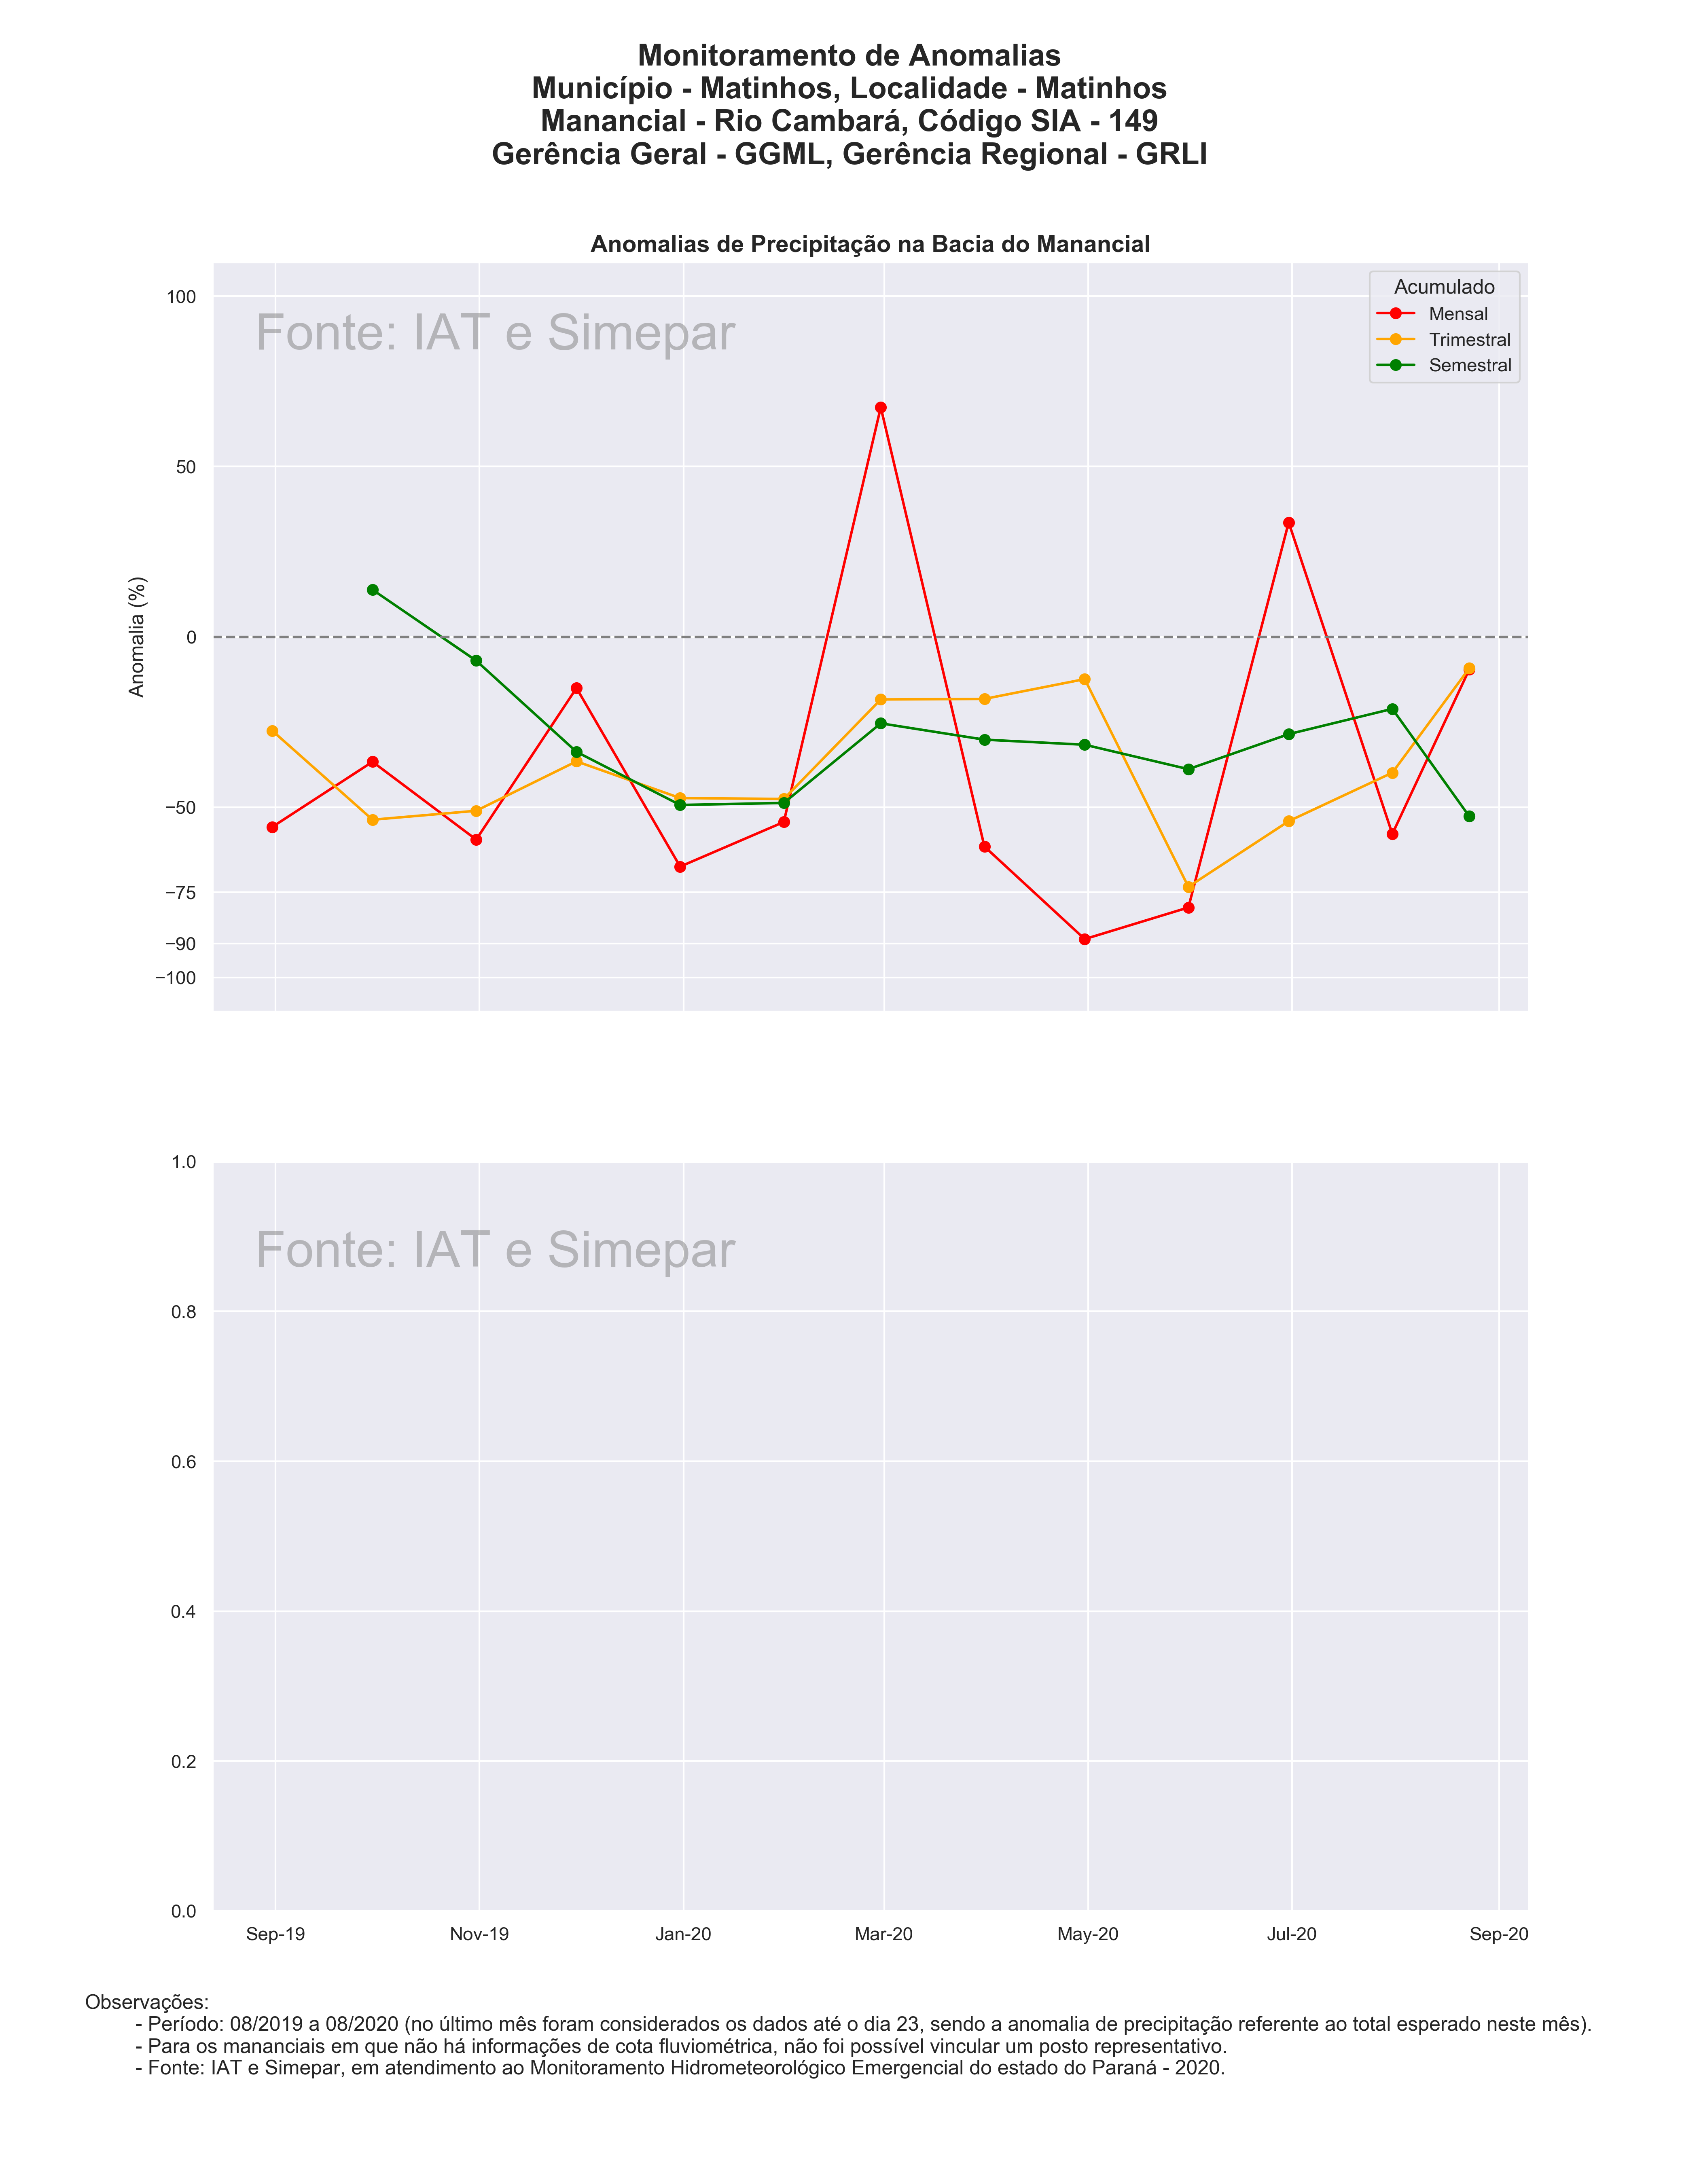 Monitoramento de Anomalias
Município - Matinhos, Localidade - Matinhos
Manancial - Rio Cambará, Código SIA - 149
Gerência Geral - GGML, Gerência Regional - GRLI
Anomalias de Precipitação na Bacia do Manancial
Fonte: IAT e Simepar
Acumulado
Mensal
Trimestral
Semestral
Anomalia (%)
100
50
0
−50
−75
−90
−100
Fonte: IAT e Simepar
1.0
0.8
0.6
0.4
0.2
0.0
Sep-19 Nov-19 Jan-20 Mar-20 May-20 Jul-20 Sep-20
Observações:
- Período: 08/2019 a 08/2020 (no último mês foram considerados os dados até o dia 23, sendo a anomalia de precipitação referente ao total esperado neste mês).
- Para os mananciais em que não há informações de cota fluviométrica, não foi possível vincular um posto representativo.
- Fonte: IAT e Simepar, em atendimento ao Monitoramento Hidrometeorológico Emergencial do estado do Paraná - 2020.